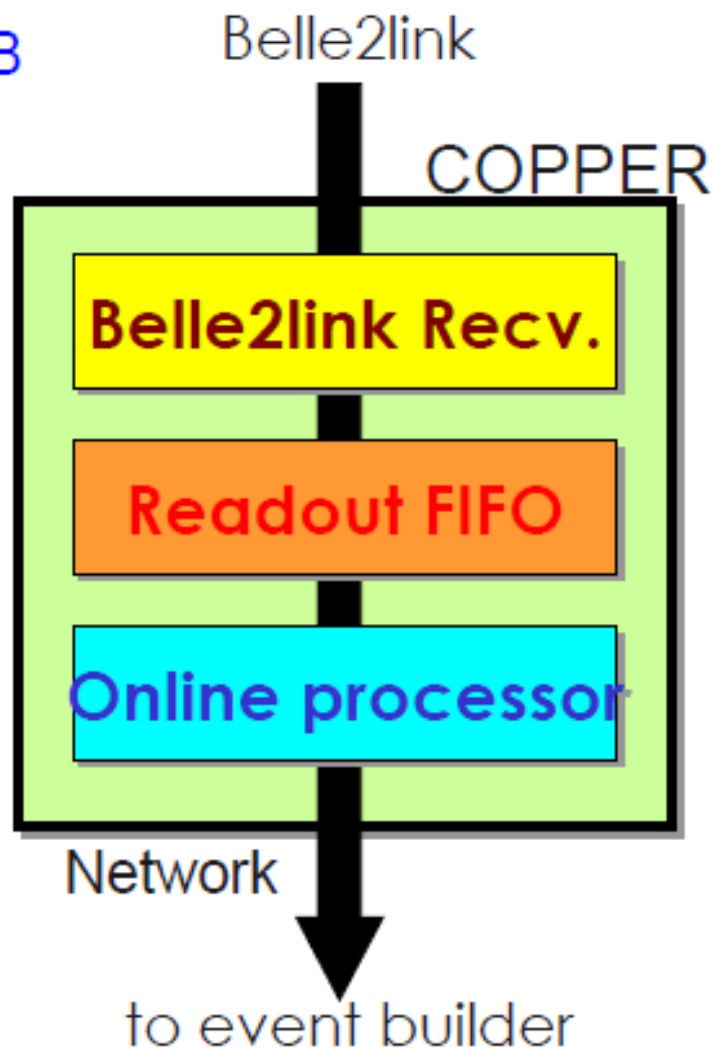 Belle2link
COPPER
Belle2link Recv.
Readout FIFO
Online processor
Network
to event builder